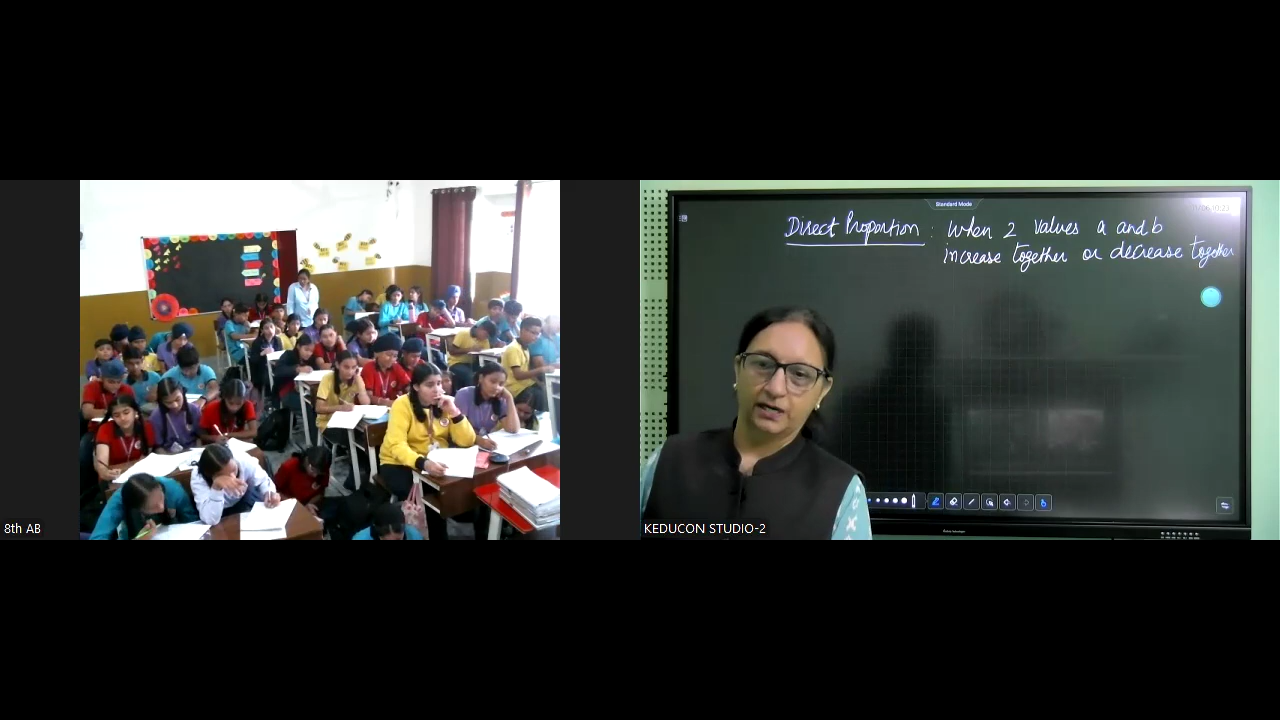 Standard Mode
Direct Proportion : When 2 values a and b
increase together or decrease together
8th AB
KEDUCON STUDIO-2